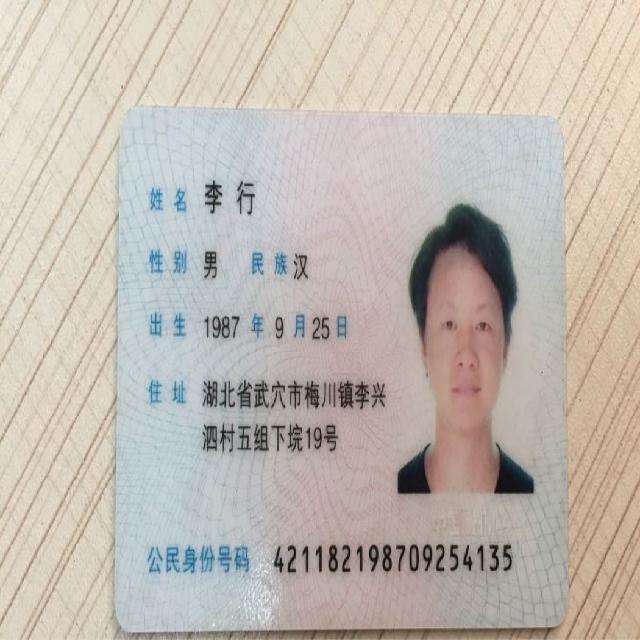 姓名 李行
性别 男 民族 汉
出生 1987 年 9 月 25 日
住址 湖北省武穴市梅川镇李兴
泗村五组下垸19号
公民身份号码 421182198709254135